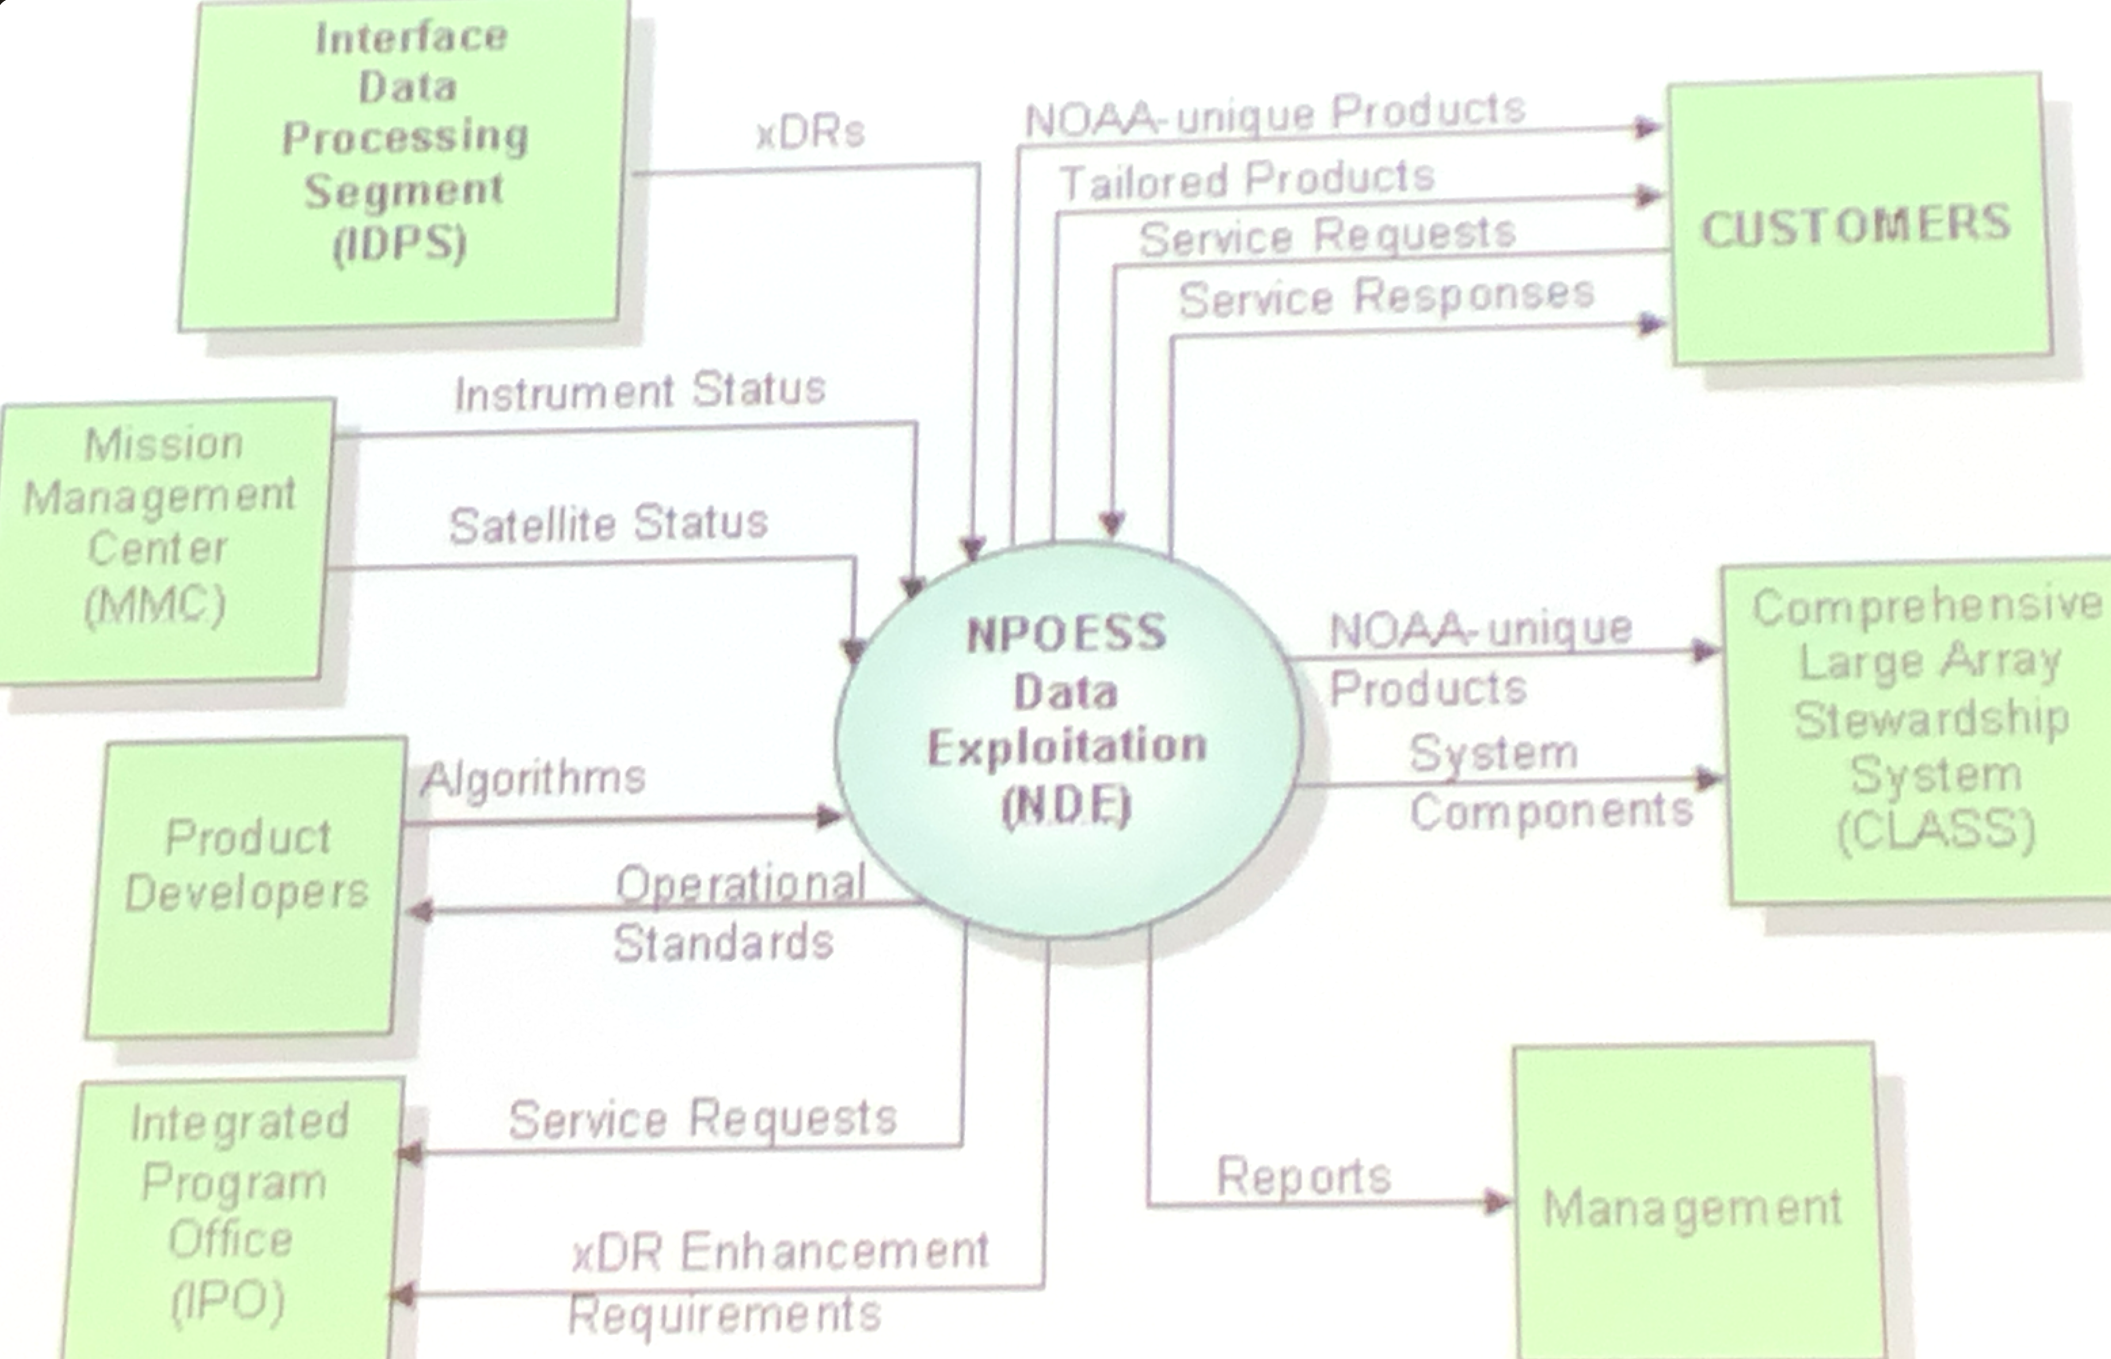 Interface
Data
Processing
Segment
(IDPS)
xDRs
NOAA-unique Products
Tailored Products
Service Requests
Service Responses
CUSTOMERS
Mission
Management
Center
(MMC)
Instrument Status
Satellite Status
NPOESS
Data
Exploitation
(NDE)
NOAA-unique
Products
System
Components
Comprehensive
Large Array
Stewardship
System
(CLASS)
Product
Developers
Algorithms
Operational
Standards
Integrated
Program
Office
(IPO)
Service Requests
xDR Enhancement
Requirements
Reports
Management